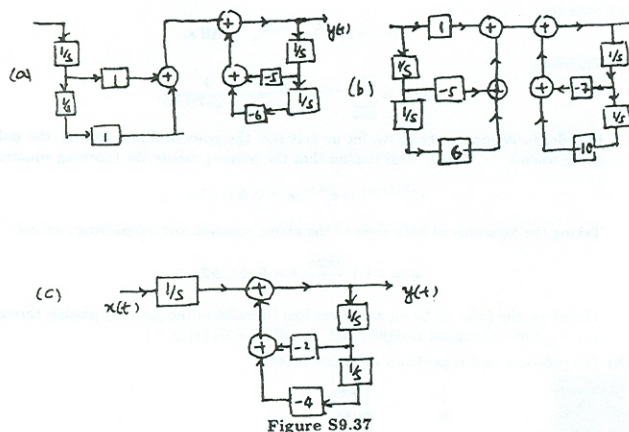 (a)
1/s
1/s
1
1
+
+
+
-5
-6
1/s
1/s
y(t)
(b)
1/s
1/s
1
-5
6
+
+
+
+
-7
-10
1/s
1/s
(c)
x(t)
1/s
+
+
-2
-4
1/s
1/s
y(t)
Figure S9.37